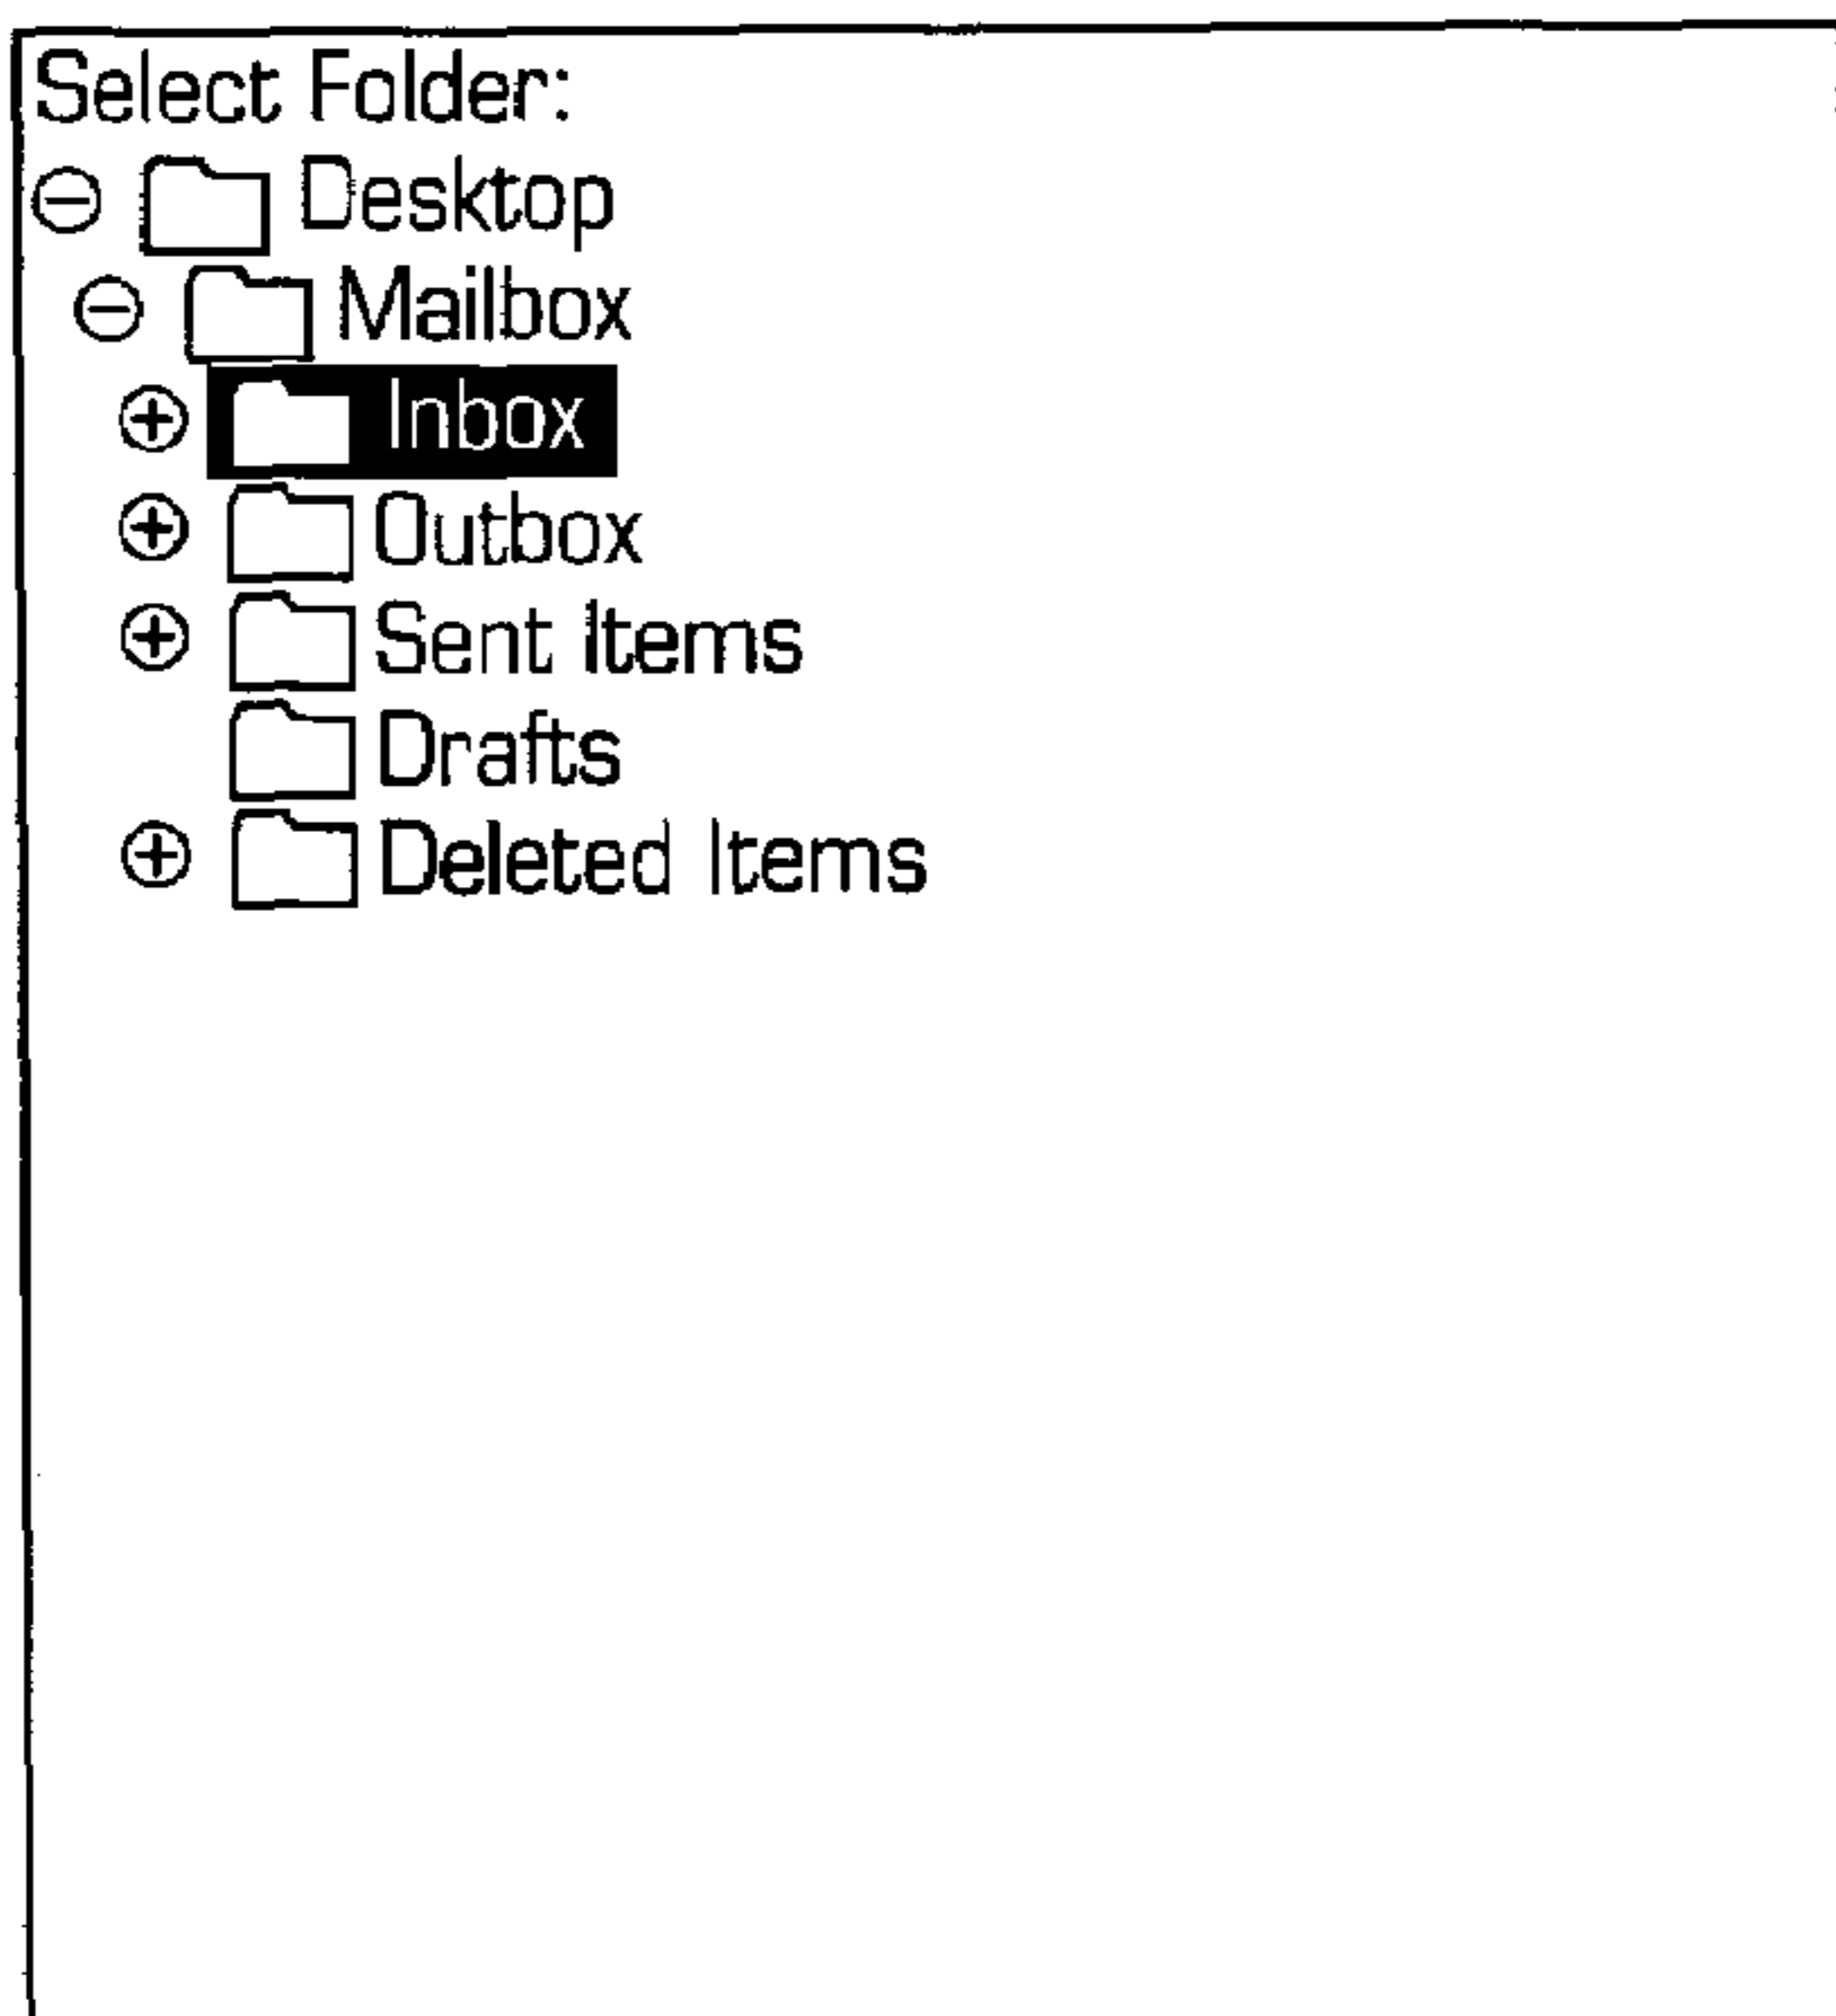 Select Folder:
Desktop
Mailbox
Inbox
Outbox
Sent Items
Drafts
Deleted Items